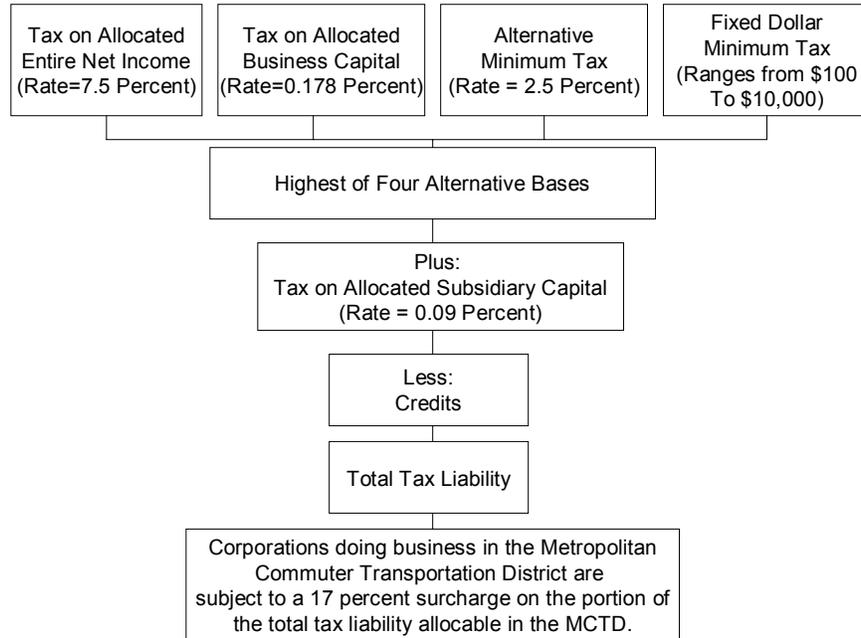 Tax on Allocated
Entire Net Income
(Rate=7.5 Percent)
Tax on Allocated
Business Capital
(Rate=0.178 Percent)
Alternative
Minimum Tax
(Rate = 2.5 Percent)
Fixed Dollar
Minimum Tax
(Ranges from $100
To $10,000)
Highest of Four Alternative Bases
Plus:
Tax on Allocated Subsidiary Capital
(Rate = 0.09 Percent)
Less:
Credits
Total Tax Liability
Corporations doing business in the Metropolitan
Commuter Transportation District are
subject to a 17 percent surcharge on the portion of
the total tax liability allocable in the MCTD.